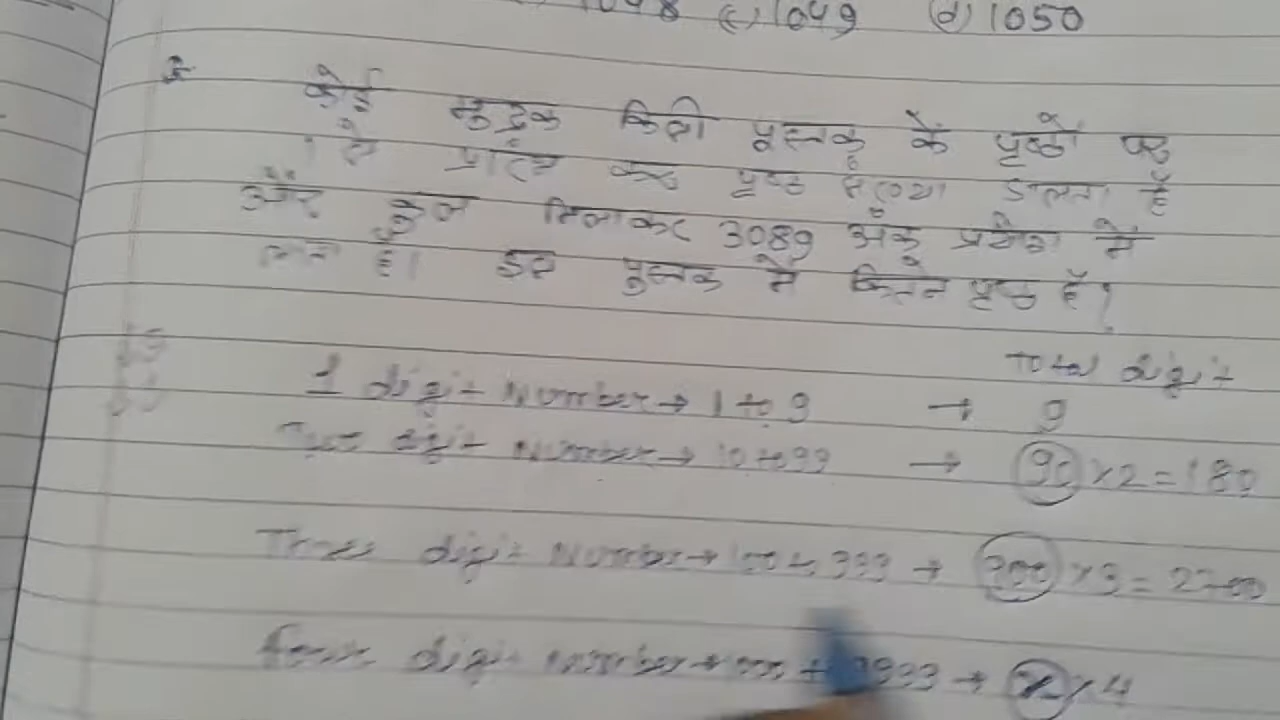 1048 (c) 1049 (d) 1050
कोई मुद्रक किसी पुस्तक के पृष्ठों पर
1 से प्रारंभ कर पृष्ठ संख्या डालता है
और कुल मिलाकर 3089 अंक प्रयोग में
लाता है। इस पुस्तक में कितने पृष्ठ हैं?
Total digit
1 digit Number → 1 to 9 → 9
Two digit Number → 10 to 99 → 90 × 2 = 180
Three digit Number → 100 to 999 → 900 × 3 = 2700
Four digit number → 1000 to 9999 → x × 4